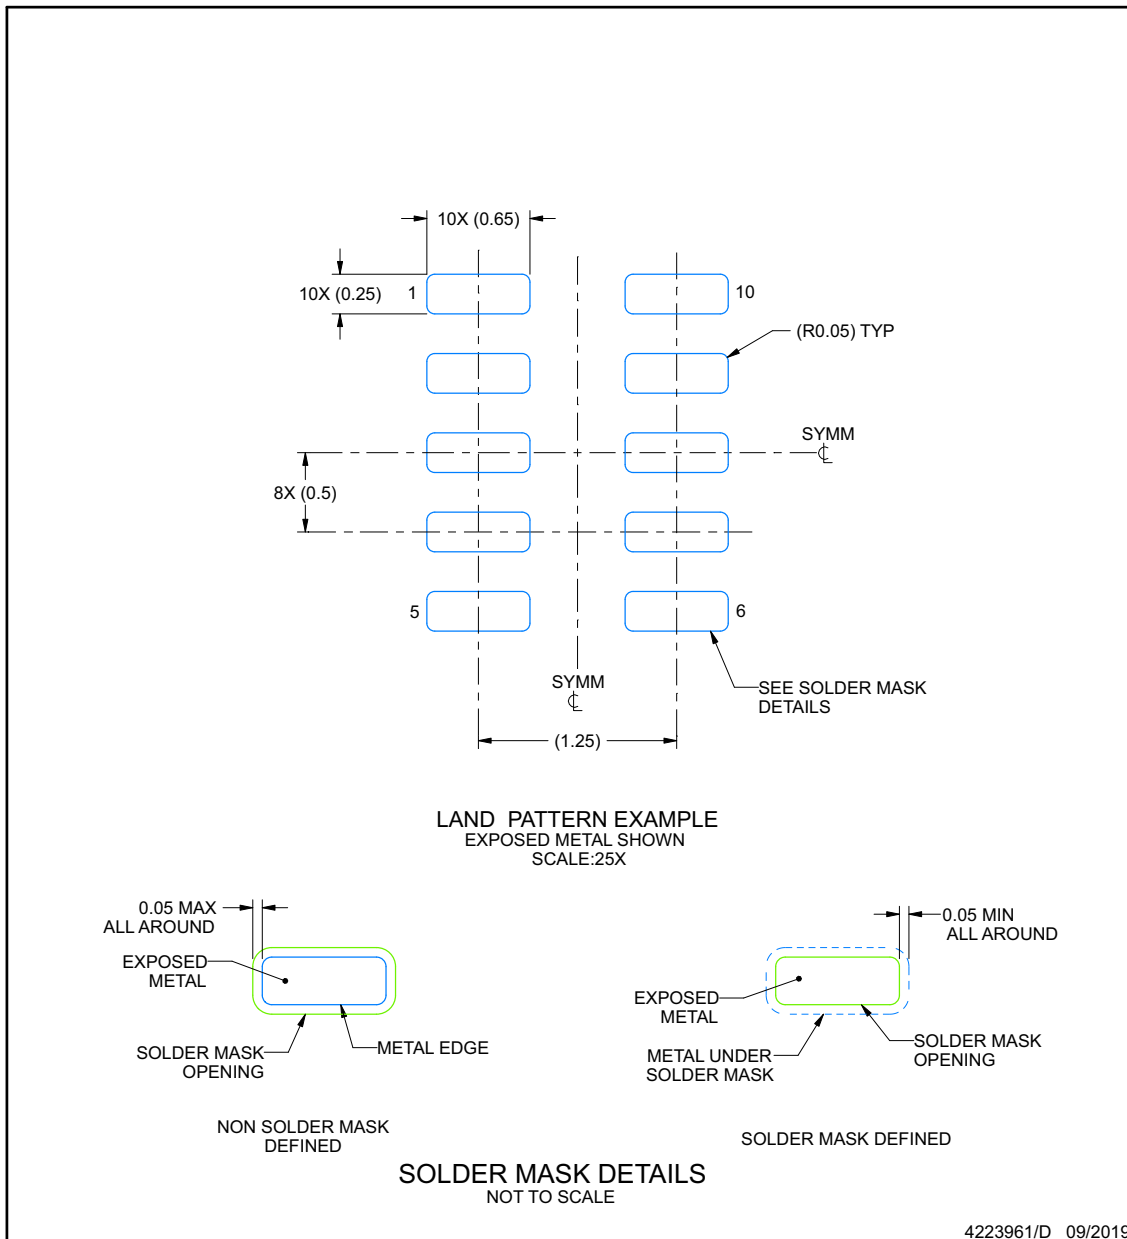 10X (0.65)
10X (0.25)
1
10
(R0.05) TYP
SYMM
8X (0.5)
5
6
SYMM
SEE SOLDER MASK
DETAILS
(1.25)
LAND PATTERN EXAMPLE
EXPOSED METAL SHOWN
SCALE:25X
0.05 MAX
ALL AROUND
EXPOSED
METAL
SOLDER MASK
OPENING
METAL EDGE
NON SOLDER MASK
DEFINED
0.05 MIN
ALL AROUND
EXPOSED
METAL
METAL UNDER
SOLDER MASK
SOLDER MASK
OPENING
SOLDER MASK DEFINED
SOLDER MASK DETAILS
NOT TO SCALE
4223961/D 09/2019